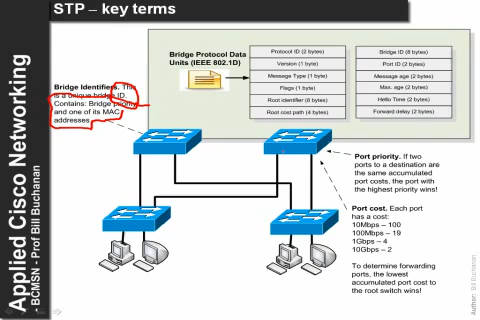 STP – key terms
Applied Cisco Networking
- BCMSN - Prof Bill Buchanan
Bridge Protocol Data
Units (IEEE 802.1D)
Protocol ID (2 bytes)
Version (1 byte)
Message Type (1 byte)
Flags (1 byte)
Root identifier (8 bytes)
Root cost path (4 bytes)
Bridge ID (8 bytes)
Port ID (2 bytes)
Message age (2 bytes)
Max. age (2 bytes)
Hello Time (2 bytes)
Forward delay (2 bytes)
Bridge Identifiers. This
is a unique bridge ID.
Contains: Bridge priority
and one of its MAC
addresses.
Port priority. If two
ports to a destination are
the same accumulated
port costs, the port with
the highest priority wins!
Port cost. Each port
has a cost:
10Mbps – 100
100Mbps – 19
1Gbps – 4
10Gbps – 2
To determine forwarding
ports, the lowest
accumulated port cost to
the root switch wins!
Author: Bill Buchanan